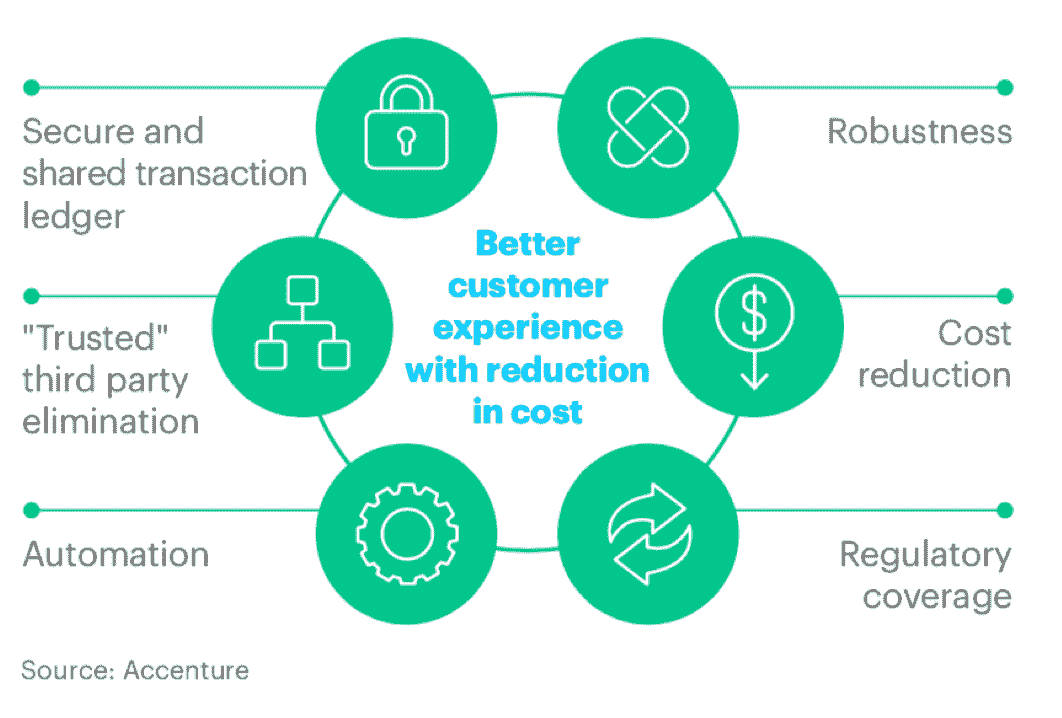 Secure and
shared transaction
ledger
Robustness
"Trusted"
third party
elimination
Better
customer
experience
with reduction
in cost
$
Cost
reduction
Automation
Regulatory
coverage
Source: Accenture